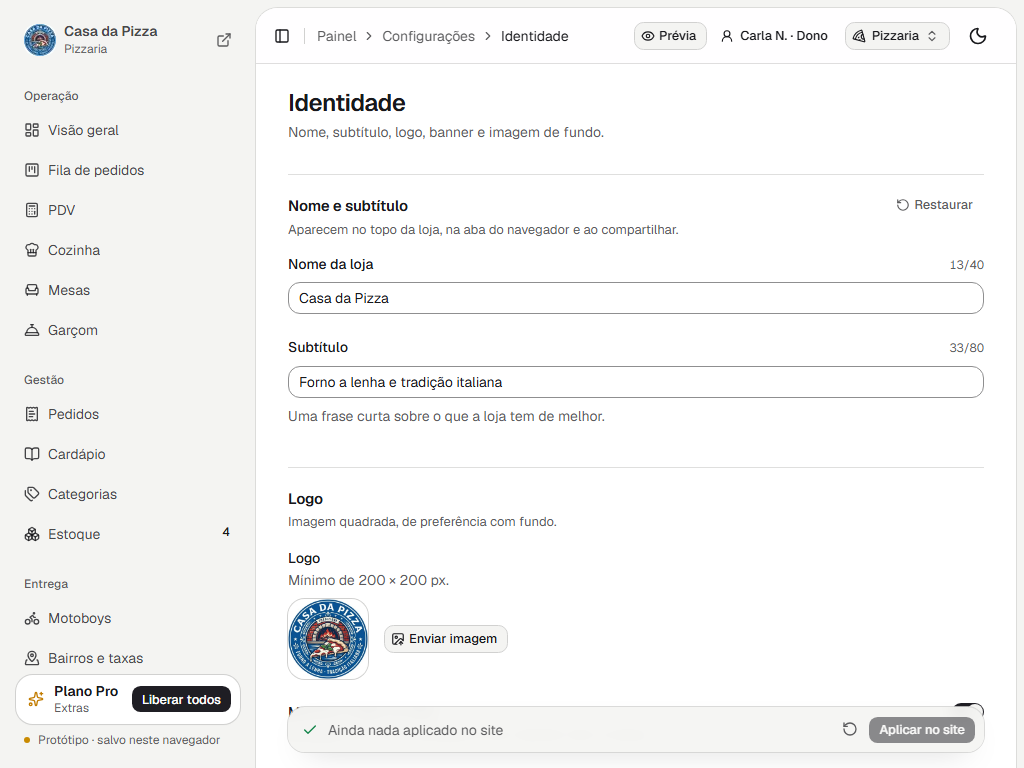 Casa da Pizza
Pizzaria
Operação
Visão geral
Fila de pedidos
PDV
Cozinha
Mesas
Garçom
Gestão
Pedidos
Cardápio
Categorias
Estoque 4
Entrega
Motoboys
Bairros e taxas
Plano Pro
Extras
Liberar todos
Protótipo · salvo neste navegador
Painel Configurações Identidade
Prévia
Carla N. · Dono
Pizzaria
Identidade
Nome, subtítulo, logo, banner e imagem de fundo.
Nome e subtítulo
Restaurar
Aparecem no topo da loja, na aba do navegador e ao compartilhar.
Nome da loja 13/40
Casa da Pizza
Subtítulo 33/80
Forno a lenha e tradição italiana
Uma frase curta sobre o que a loja tem de melhor.
Logo
Imagem quadrada, de preferência com fundo.
Logo
Mínimo de 200 × 200 px.
CASA DA PIZZA
Enviar imagem
Ainda nada aplicado no site
Aplicar no site